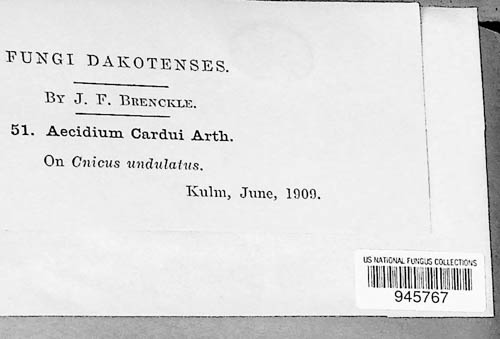 FUNGI DAKOTENSES.
BY J. F. BRENCKLE.
51. Aecidium Cardui Arth.
On Cnicus undulatus.
Kulm, June, 1909.
US NATIONAL FUNGUS COLLECTIONS
945767